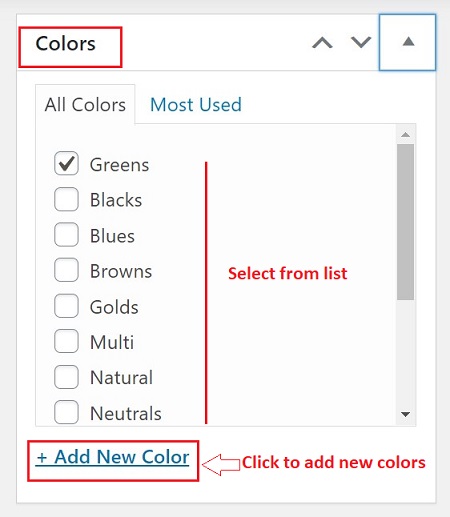 Colors
All Colors Most Used
Greens
Blacks
Blues
Browns
Select from list
Golds
Multi
Natural
Neutrals
+ Add New Color Click to add new colors